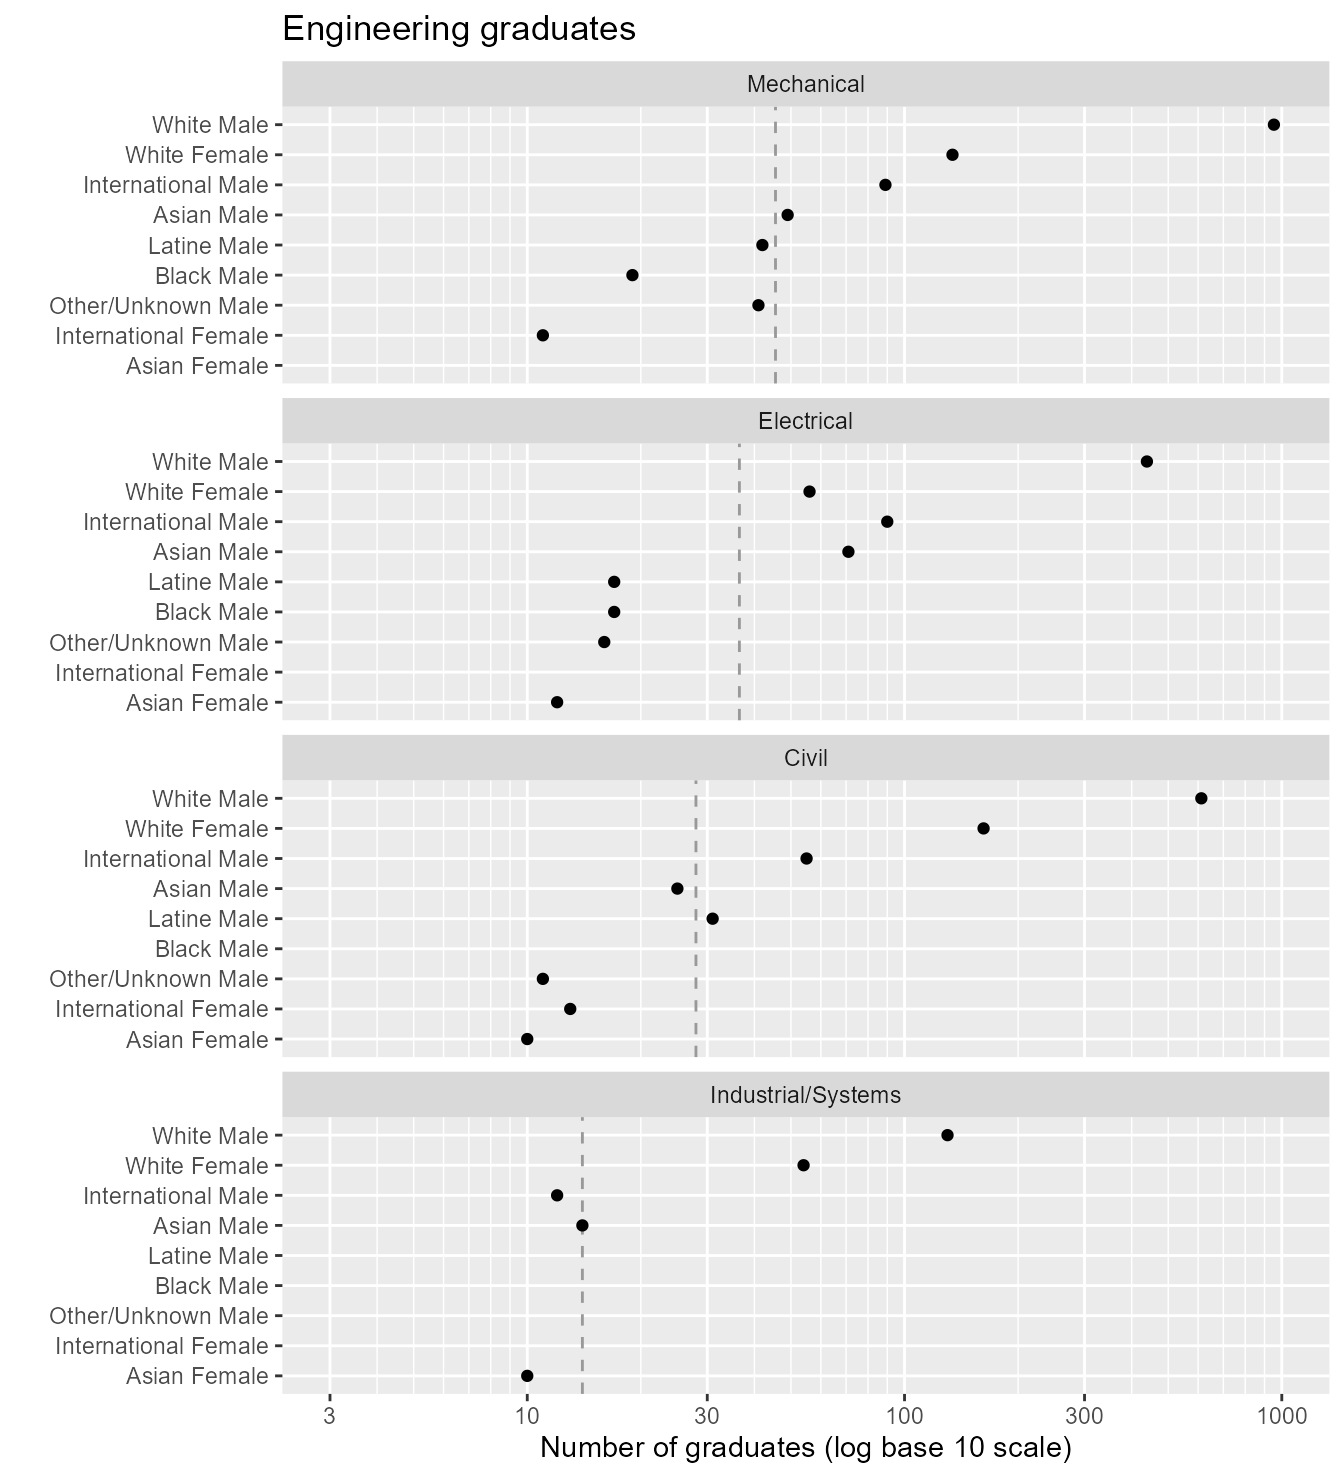 Engineering graduates
Mechanical
White Male
White Female
International Male
Asian Male
Latine Male
Black Male
Other/Unknown Male
International Female
Asian Female
Electrical
White Male
White Female
International Male
Asian Male
Latine Male
Black Male
Other/Unknown Male
International Female
Asian Female
Civil
White Male
White Female
International Male
Asian Male
Latine Male
Black Male
Other/Unknown Male
International Female
Asian Female
Industrial/Systems
White Male
White Female
International Male
Asian Male
Latine Male
Black Male
Other/Unknown Male
International Female
Asian Female
3 10 30 100 300 1000
Number of graduates (log base 10 scale)